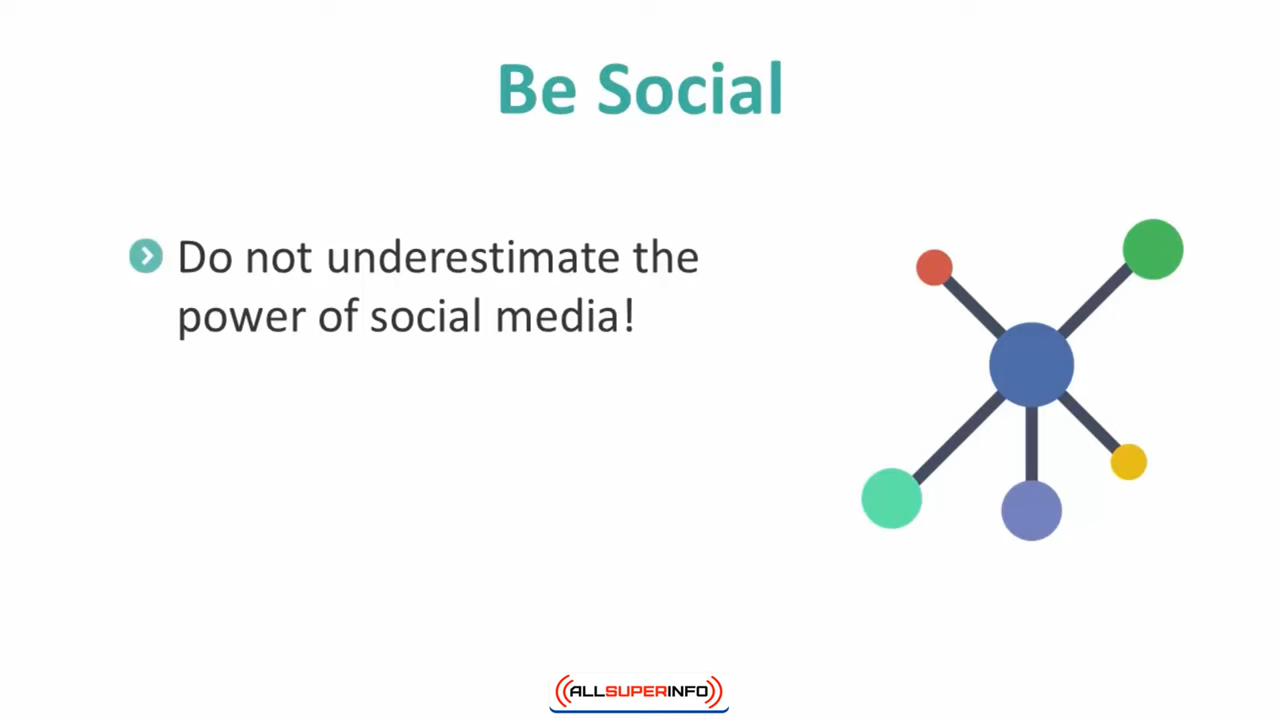 Be Social
Do not underestimate the
power of social media!
ALLSUPERINFO